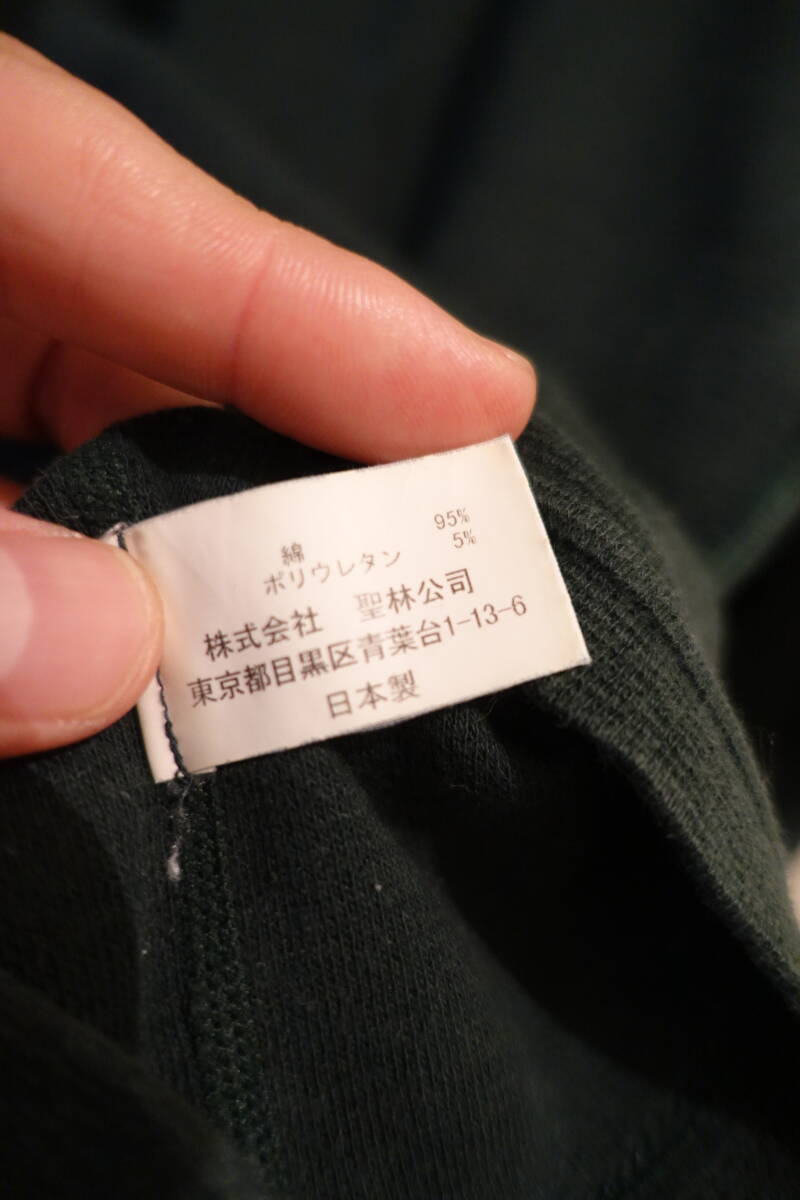 綿 95%
ポリウレタン 5%
株式会社 聖林公司
東京都目黒区青葉台1-13-6
日本製